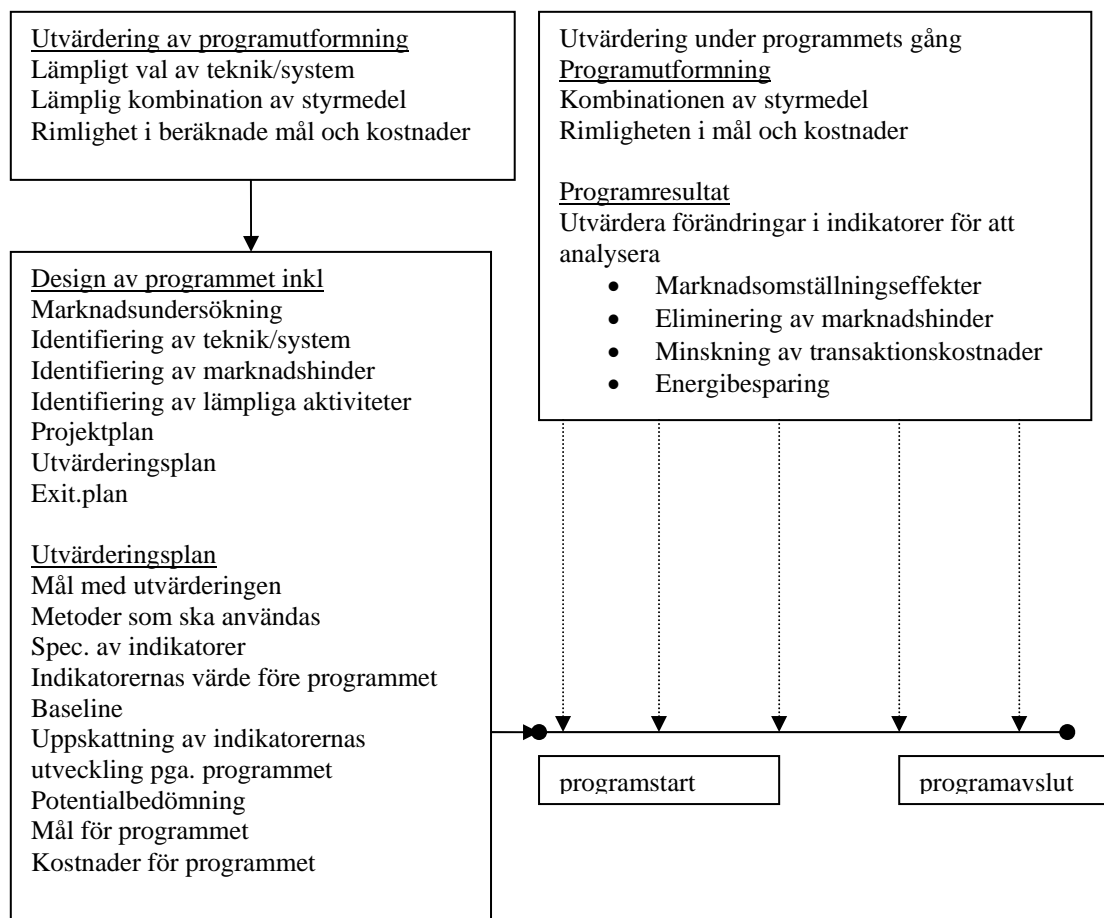 Utvärdering av programutformning
Lämpligt val av teknik/system
Lämplig kombination av styrmedel
Rimlighet i beräknade mål och kostnader
Utvärdering under programmets gång
Programutformning
Kombinationen av styrmedel
Rimligheten i mål och kostnader
Programresultat
Utvärdera förändringar i indikatorer för att
analysera
• Marknadsomställningseffekter
• Eliminering av marknadshinder
• Minskning av transaktionskostnader
• Energibesparing
Design av programmet inkl
Marknadsundersökning
Identifiering av teknik/system
Identifiering av marknadshinder
Identifiering av lämpliga aktiviteter
Projektplan
Utvärderingsplan
Exit.plan
Utvärderingsplan
Mål med utvärderingen
Metoder som ska användas
Spec. av indikatorer
Indikatorernas värde före programmet
Baseline
Uppskattning av indikatorernas
utveckling pga. programmet
Potentialbedömning
Mål för programmet
Kostnader för programmet
programstart
programavslut